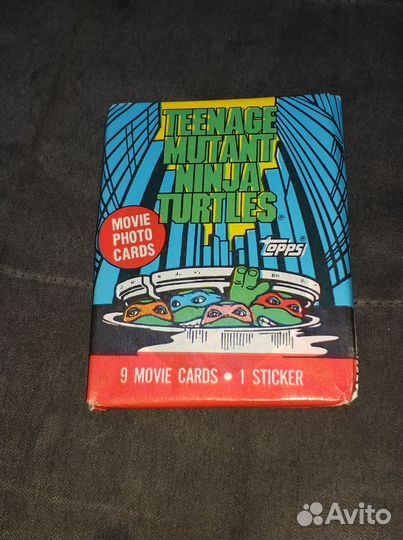 TEENAGE
MUTANT
NINJA
TURTLES®
MOVIE
PHOTO
CARDS
topps®
9 MOVIE CARDS • 1 STICKER
Avito